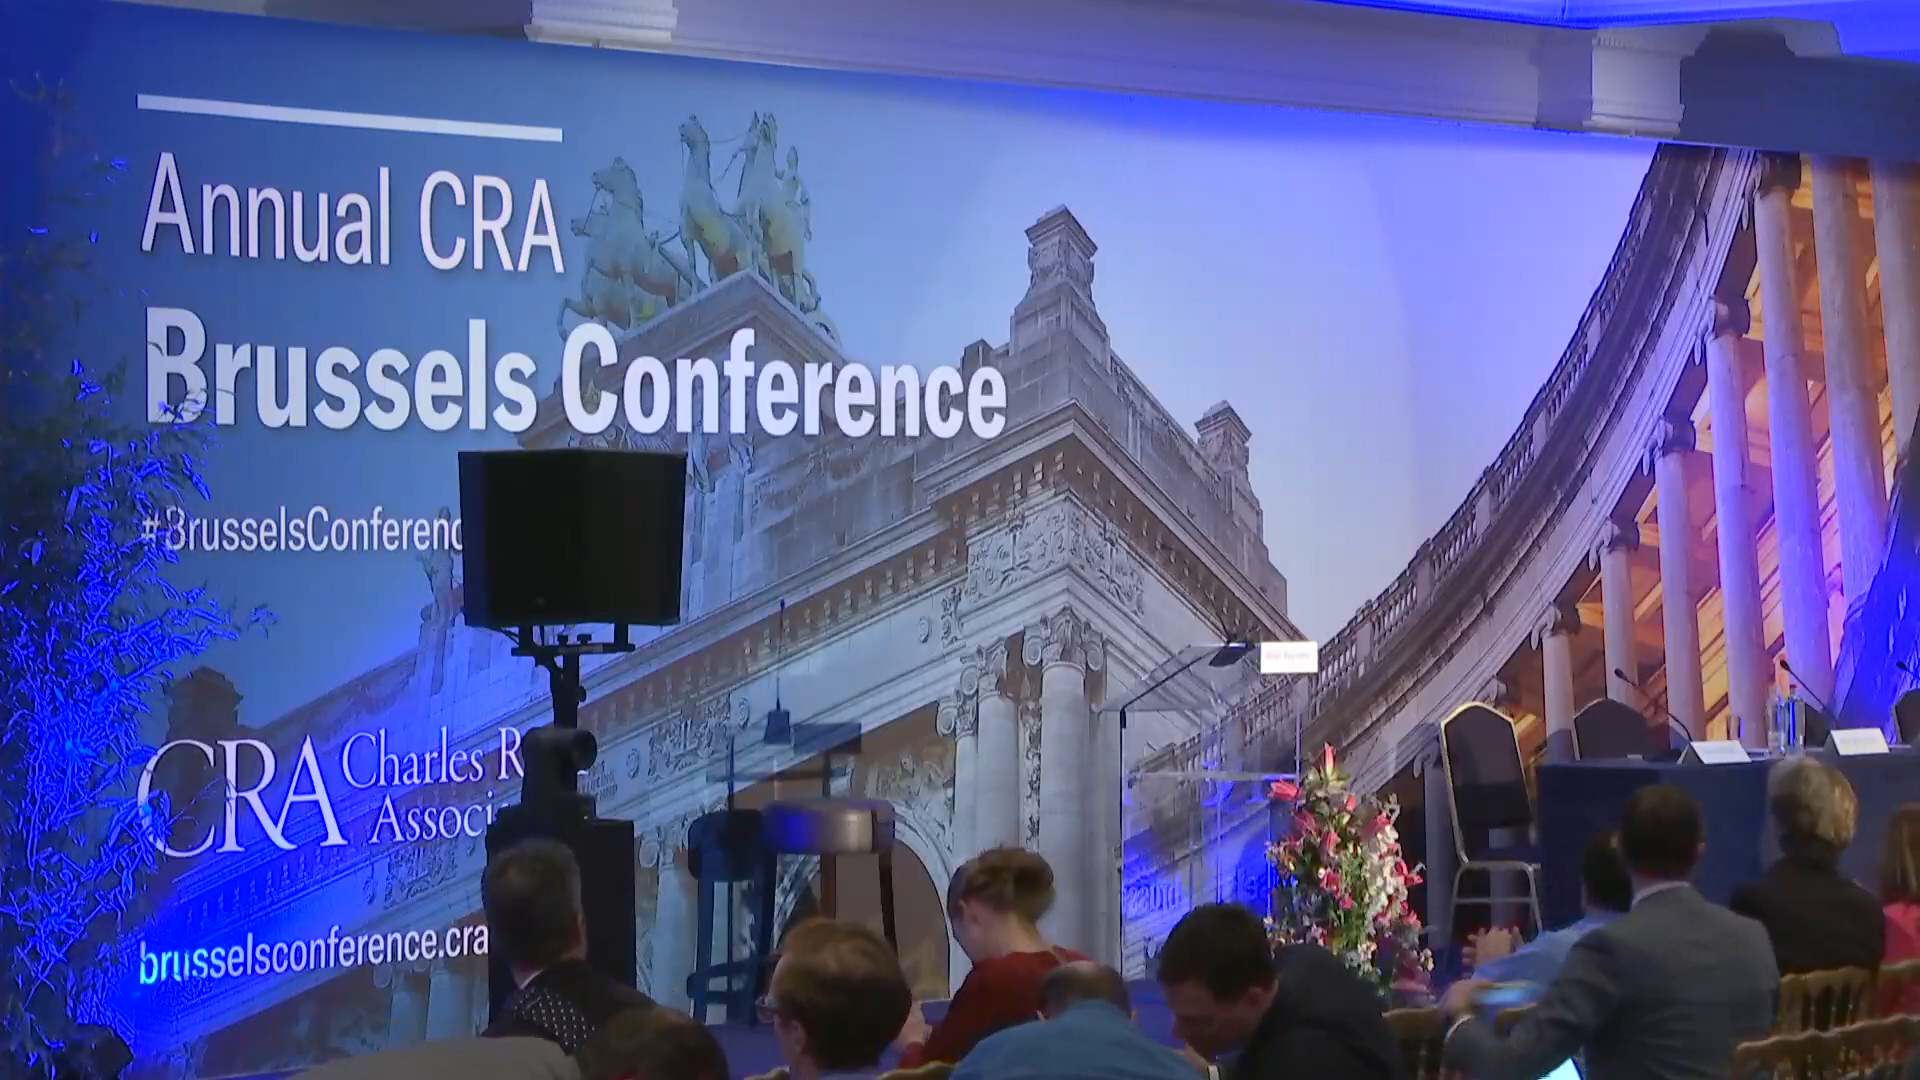 Annual CRA
Brussels Conference
#BrusselsConferenc
CRA Charles R
Associ
brusselsconference.cra